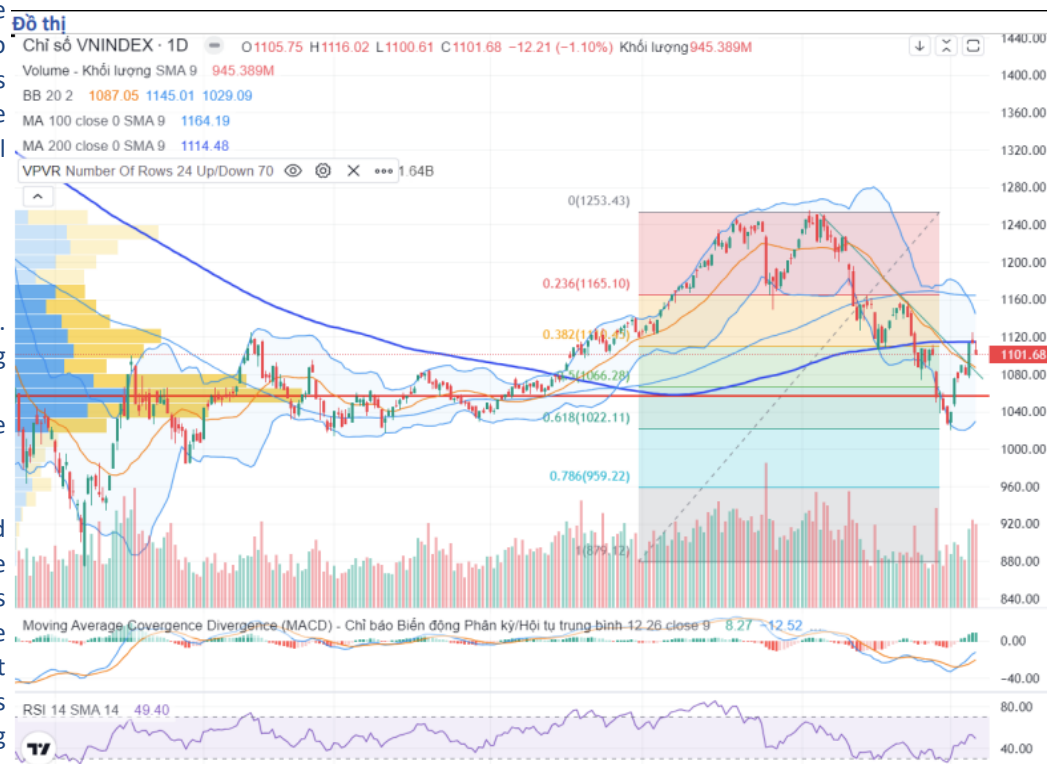 Đồ thị
Chỉ số VNINDEX · 1D O1105.75 H1116.02 L1100.61 C1101.68 −12.21 (−1.10%) Khối lượng 945.389M
Volume - Khối lượng SMA 9 945.389M
BB 20 2 1087.05 1145.01 1029.09
MA 100 close 0 SMA 9 1164.19
MA 200 close 0 SMA 9 1114.48
VPVR Number Of Rows 24 Up/Down 70 1.64B
1440.00
1400.00
1360.00
1320.00
1280.00
0(1253.43)
1240.00
1200.00
0.236(1165.10)
1160.00
1120.00
1101.68
1080.00
1040.00
0.618(1022.11)
1000.00
0.786(959.22)
960.00
920.00
1(879.12)
880.00
840.00
Moving Average Covergence Divergence (MACD) - Chỉ báo Biến động Phân kỳ/Hội tụ trung bình 12 26 close 9 8.27 −12.52
0.00
−40.00
RSI 14 SMA 14 49.40
80.00
40.00